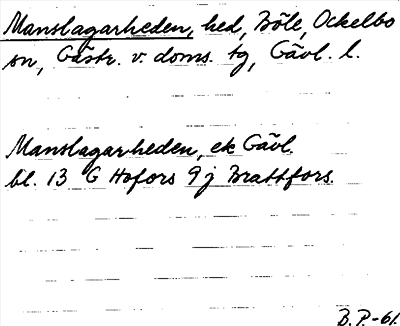 Manslagarheden, hed, Böle, Ockelbo
sn, Gästr. v. doms. tg, Gävl. l.
Manslagarheden, ek Gävl.
bl. 13 G Hofors 9 j Brattfors.
B.P.-61.